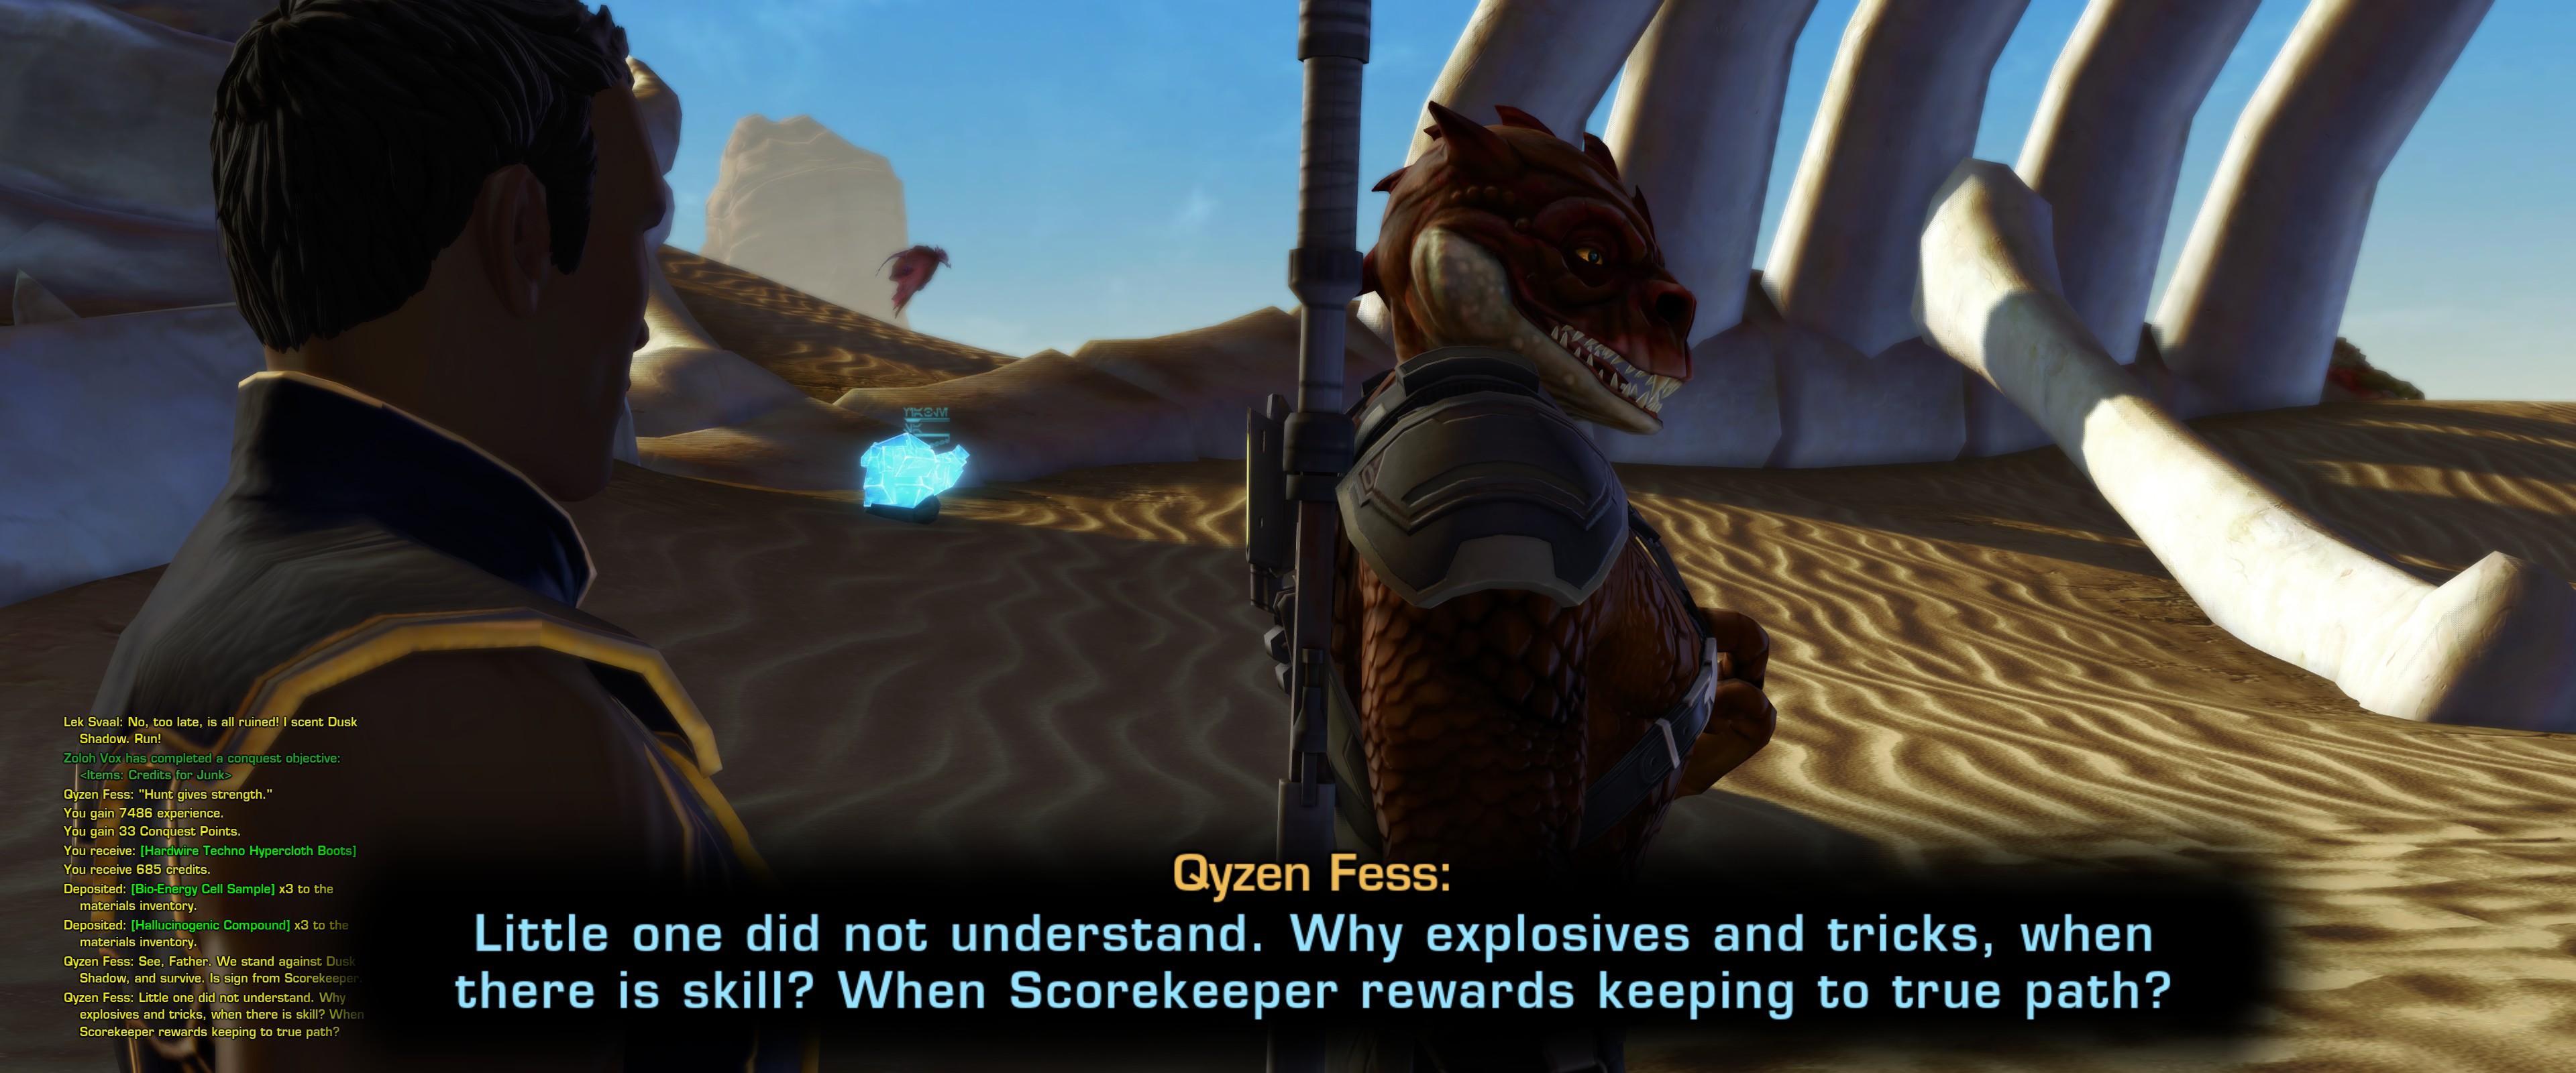 Lek Svaal: No, too late, is all ruined! I scent Dusk
Shadow. Run!
Zoloh Vox has completed a conquest objective:
<Items: Credits for Junk>
Qyzen Fess: "Hunt gives strength."
You gain 7486 experience.
You gain 33 Conquest Points.
You receive: [Hardwire Techno Hypercloth Boots]
You receive 685 credits.
Deposited: [Bio-Energy Cell Sample] x3 to the
materials inventory.
Deposited: [Hallucinogenic Compound] x3 to the
materials inventory.
Qyzen Fess: See, Father. We stand against Dusk
Shadow, and survive. Is sign from Scorekeeper.
Qyzen Fess: Little one did not understand. Why
explosives and tricks, when there is skill? When
Scorekeeper rewards keeping to true path?
Qyzen Fess:
Little one did not understand. Why explosives and tricks, when
there is skill? When Scorekeeper rewards keeping to true path?